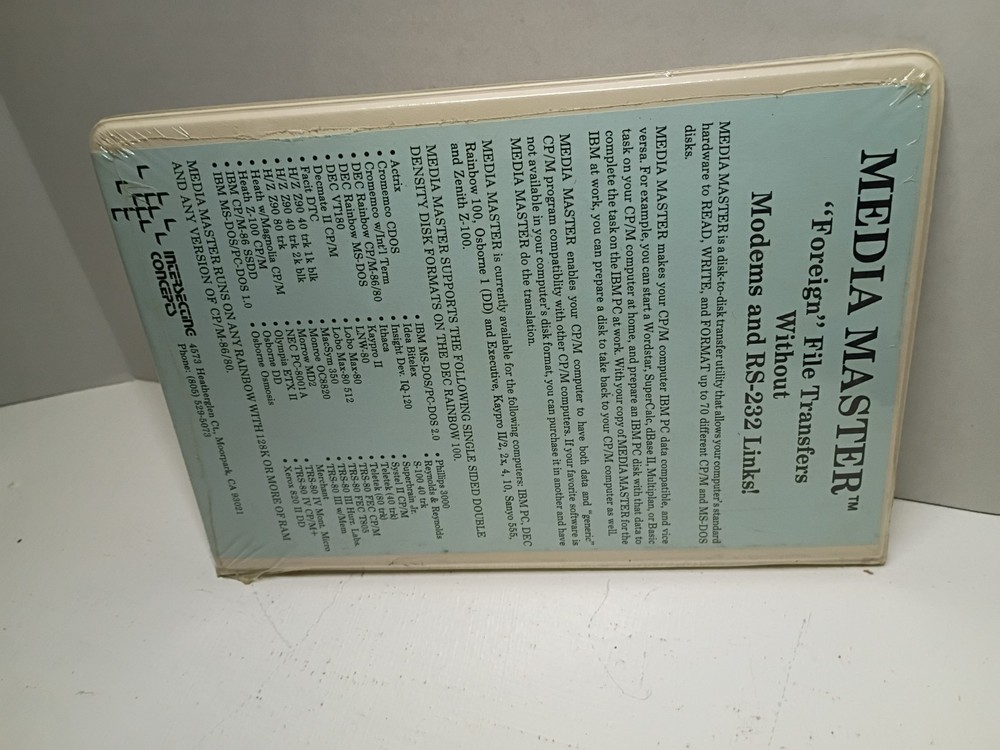 MEDIA MASTER™
“Foreign” File Transfers
Without
Modems and RS-232 Links!
MEDIA MASTER is a disk-to-disk transfer utility that allows your computer's standard
hardware to READ, WRITE, and FORMAT up to 70 different CP/M and MS-DOS
disks.
MEDIA MASTER makes your CP/M computer IBM PC data compatible, and vice
versa. For example, you can start a Wordstar, SuperCalc, dBase II, Multiplan, or Basic
task on your CP/M computer at home, and prepare an IBM PC disk with that data to
complete the task on the IBM PC at work. With your copy of MEDIA MASTER for the
IBM at work, you can prepare a disk to take back to your CP/M computer as well.
MEDIA MASTER enables your CP/M computer to have both data and “generic”
CP/M program compatiblity with other CP/M computers. If your favorite software is
not available in your computer's disk format, you can purchase it in another and have
MEDIA MASTER do the translation.
MEDIA MASTER is currently available for the following computers: IBM PC, DEC
Rainbow 100, Osborne 1 (DD) and Executive, Kaypro II/2, 2x, 4, 10, Sanyo 555,
and Zenith Z-100.
MEDIA MASTER SUPPORTS THE FOLLOWING SINGLE SIDED DOUBLE
DENSITY DISK FORMATS ON THE DEC RAINBOW 100.
• Actrix
• Cromemco CDOS
• Cromemco w/Int'l Term
• DEC Rainbow CP/M-86/80
• DEC Rainbow MS-DOS
• DEC VT180
• Decmate II CP/M
• Facit DTC
• H/Z Z90 40 trk 1k blk
• H/Z Z90 40 trk 2k blk
• H/Z Z90 80 trk
• Heath w/Magnolia CP/M
• Heath Z-100 CP/M
• IBM CP/M-86 SSDD
• IBM MS-DOS/PC-DOS 1.0
• IBM MS-DOS/PC-DOS 2.0
• Idea Bitelex
• Insight Dev. IQ-120
• Ithaca
• Kaypro II
• LNW-80
• Lobo Max-80
• Lobo Max-80 512
• MacSym 350
• Monroe OC8820
• Morrow MD2
• NEC PC-8001A
• Olympia ETX II
• Osborne DD
• Osborne Osmosis
• Phillips 3000
• Reynolds & Reynolds
• S-100 40 trk
• Superbrain Jr.
• Systel II CP/M
• Teletek (40 trk)
• Teletek (80 trk)
• TRS-80 FEC CP/M
• TRS-80 FEC T805
• TRS-80 III Hurr. Labs
• TRS-80 III w/Mem
Merchant
• TRS-80 IV Mont. Micro
• TRS-80 IV CP/M+
• Xerox 820 II DD
MEDIA MASTER RUNS ON ANY RAINBOW WITH 128K OR MORE OF RAM
AND ANY VERSION OF CP/M-86/80.
INTERSECTING CONCEPTS
4573 Heatherglen Ct., Moorpark, CA 93021
Phone: (805) 529-5073